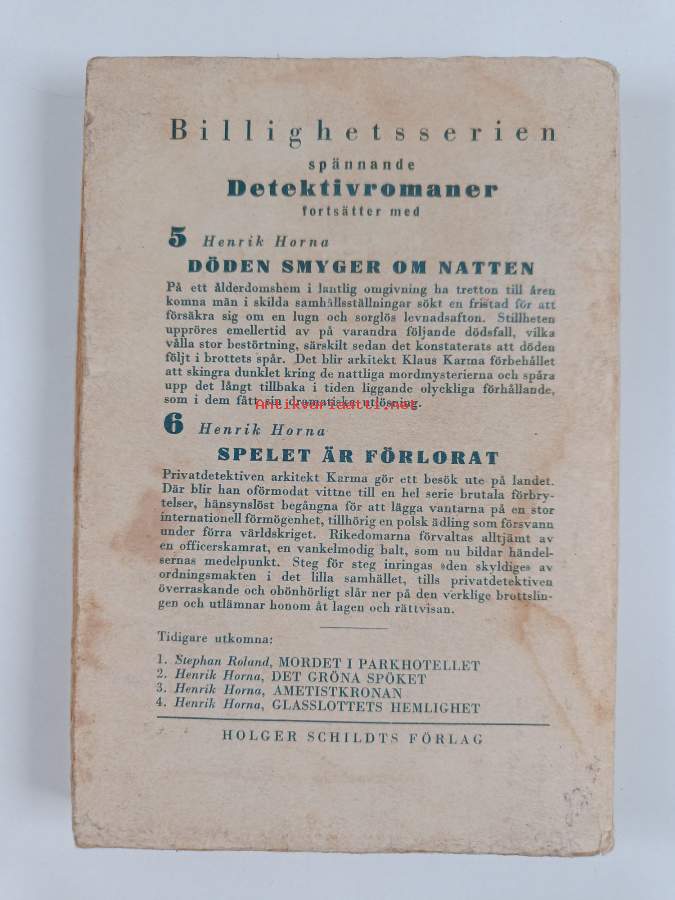 Billighetsserien
spännande
Detektivromaner
fortsätter med
5 Henrik Horna
DÖDEN SMYGER OM NATTEN
På ett ålderdomshem i lantlig omgivning ha tretton till åren
komna män i skilda samhällsställningar sökt en fristad för att
försäkra sig om en lugn och sorglös levnadsafton. Stillheten
uppröres emellertid av på varandra följande dödsfall, vilka
vålla stor bestörtning, särskilt sedan det konstaterats att döden
följt i brottets spår. Det blir arkitekt Klaus Karma förbehållet
att skingra dunklet kring de nattliga mordmysterierna och spåra
upp det långt tillbaka i tiden liggande olyckliga förhållande,
som i dem fått sin dramatiska utlösning.
Antikvariaatti.net
6 Henrik Horna
SPELET ÄR FÖRLORAT
Privatdetektiven arkitekt Karma gör ett besök ute på landet.
Där blir han oförmodat vittne till en hel serie brutala förbry-
telser, hänsynslöst begångna för att lägga vantarna på en stor
internationell förmögenhet, tillhörig en polsk ädling som försvann
under förra världskriget. Rikedomarna förvaltas alltjämt av
en officerskamrat, en vankelmodig balt, som nu bildar händel-
sernas medelpunkt. Steg för steg inringas »den skyldige» av
ordningsmakten i det lilla samhället, tills privatdetektiven
överraskande och obönhörligt slår ner på den verklige brottslin-
gen och utlämnar honom åt lagen och rättvisan.
Tidigare utkomna:
1. Stephan Roland, MORDET I PARKHOTELLET
2. Henrik Horna, DET GRÖNA SPÖKET
3. Henrik Horna, AMETISTKRONAN
4. Henrik Horna, GLASSLOTTETS HEMLIGHET
HOLGER SCHILDTS FÖRLAG